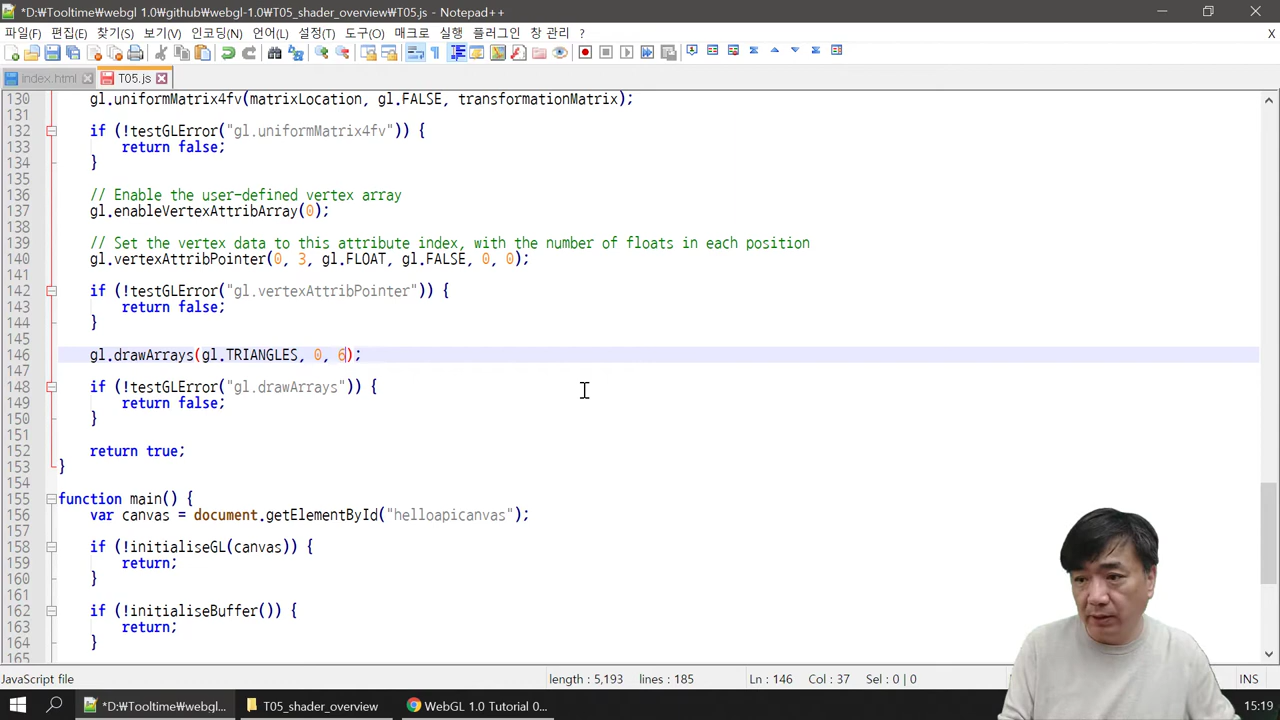 *D:₩Tooltime₩webgl 1.0₩github₩webgl-1.0₩T05_shader_overview₩T05.js - Notepad++
파일(F) 편집(E) 찾기(S) 보기(V) 인코딩(N) 언어(L) 설정(T) 도구(O) 매크로 실행 플러그인 창 관리 ? X
index.html T05.js
130 gl.uniformMatrix4fv(matrixLocation, gl.FALSE, transformationMatrix);
131
132 if (!testGLError("gl.uniformMatrix4fv")) {
133 return false;
134 }
135
136 // Enable the user-defined vertex array
137 gl.enableVertexAttribArray(0);
138
139 // Set the vertex data to this attribute index, with the number of floats in each position
140 gl.vertexAttribPointer(0, 3, gl.FLOAT, gl.FALSE, 0, 0);
141
142 if (!testGLError("gl.vertexAttribPointer")) {
143 return false;
144 }
145
146 gl.drawArrays(gl.TRIANGLES, 0, 6);
147
148 if (!testGLError("gl.drawArrays")) {
149 return false;
150 }
151
152 return true;
153 }
154
155 function main() {
156 var canvas = document.getElementById("helloapicanvas");
157
158 if (!initialiseGL(canvas)) {
159 return;
160 }
161
162 if (!initialiseBuffer()) {
163 return;
164 }
165
JavaScript file length : 5,193 lines : 185 Ln : 146 Col : 37 Sel : 0 | 0 INS
*D:₩Tooltime₩webgl... T05_shader_overview WebGL 1.0 Tutorial 0... 15:19